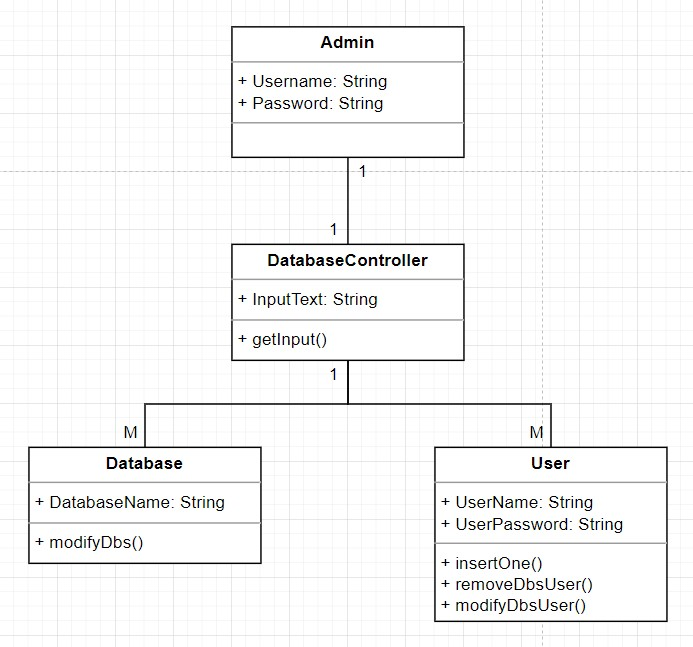 Admin
+ Username: String
+ Password: String
1
1
DatabaseController
+ InputText: String
+ getInput()
1
M
M
Database
+ DatabaseName: String
+ modifyDbs()
User
+ UserName: String
+ UserPassword: String
+ insertOne()
+ removeDbsUser()
+ modifyDbsUser()